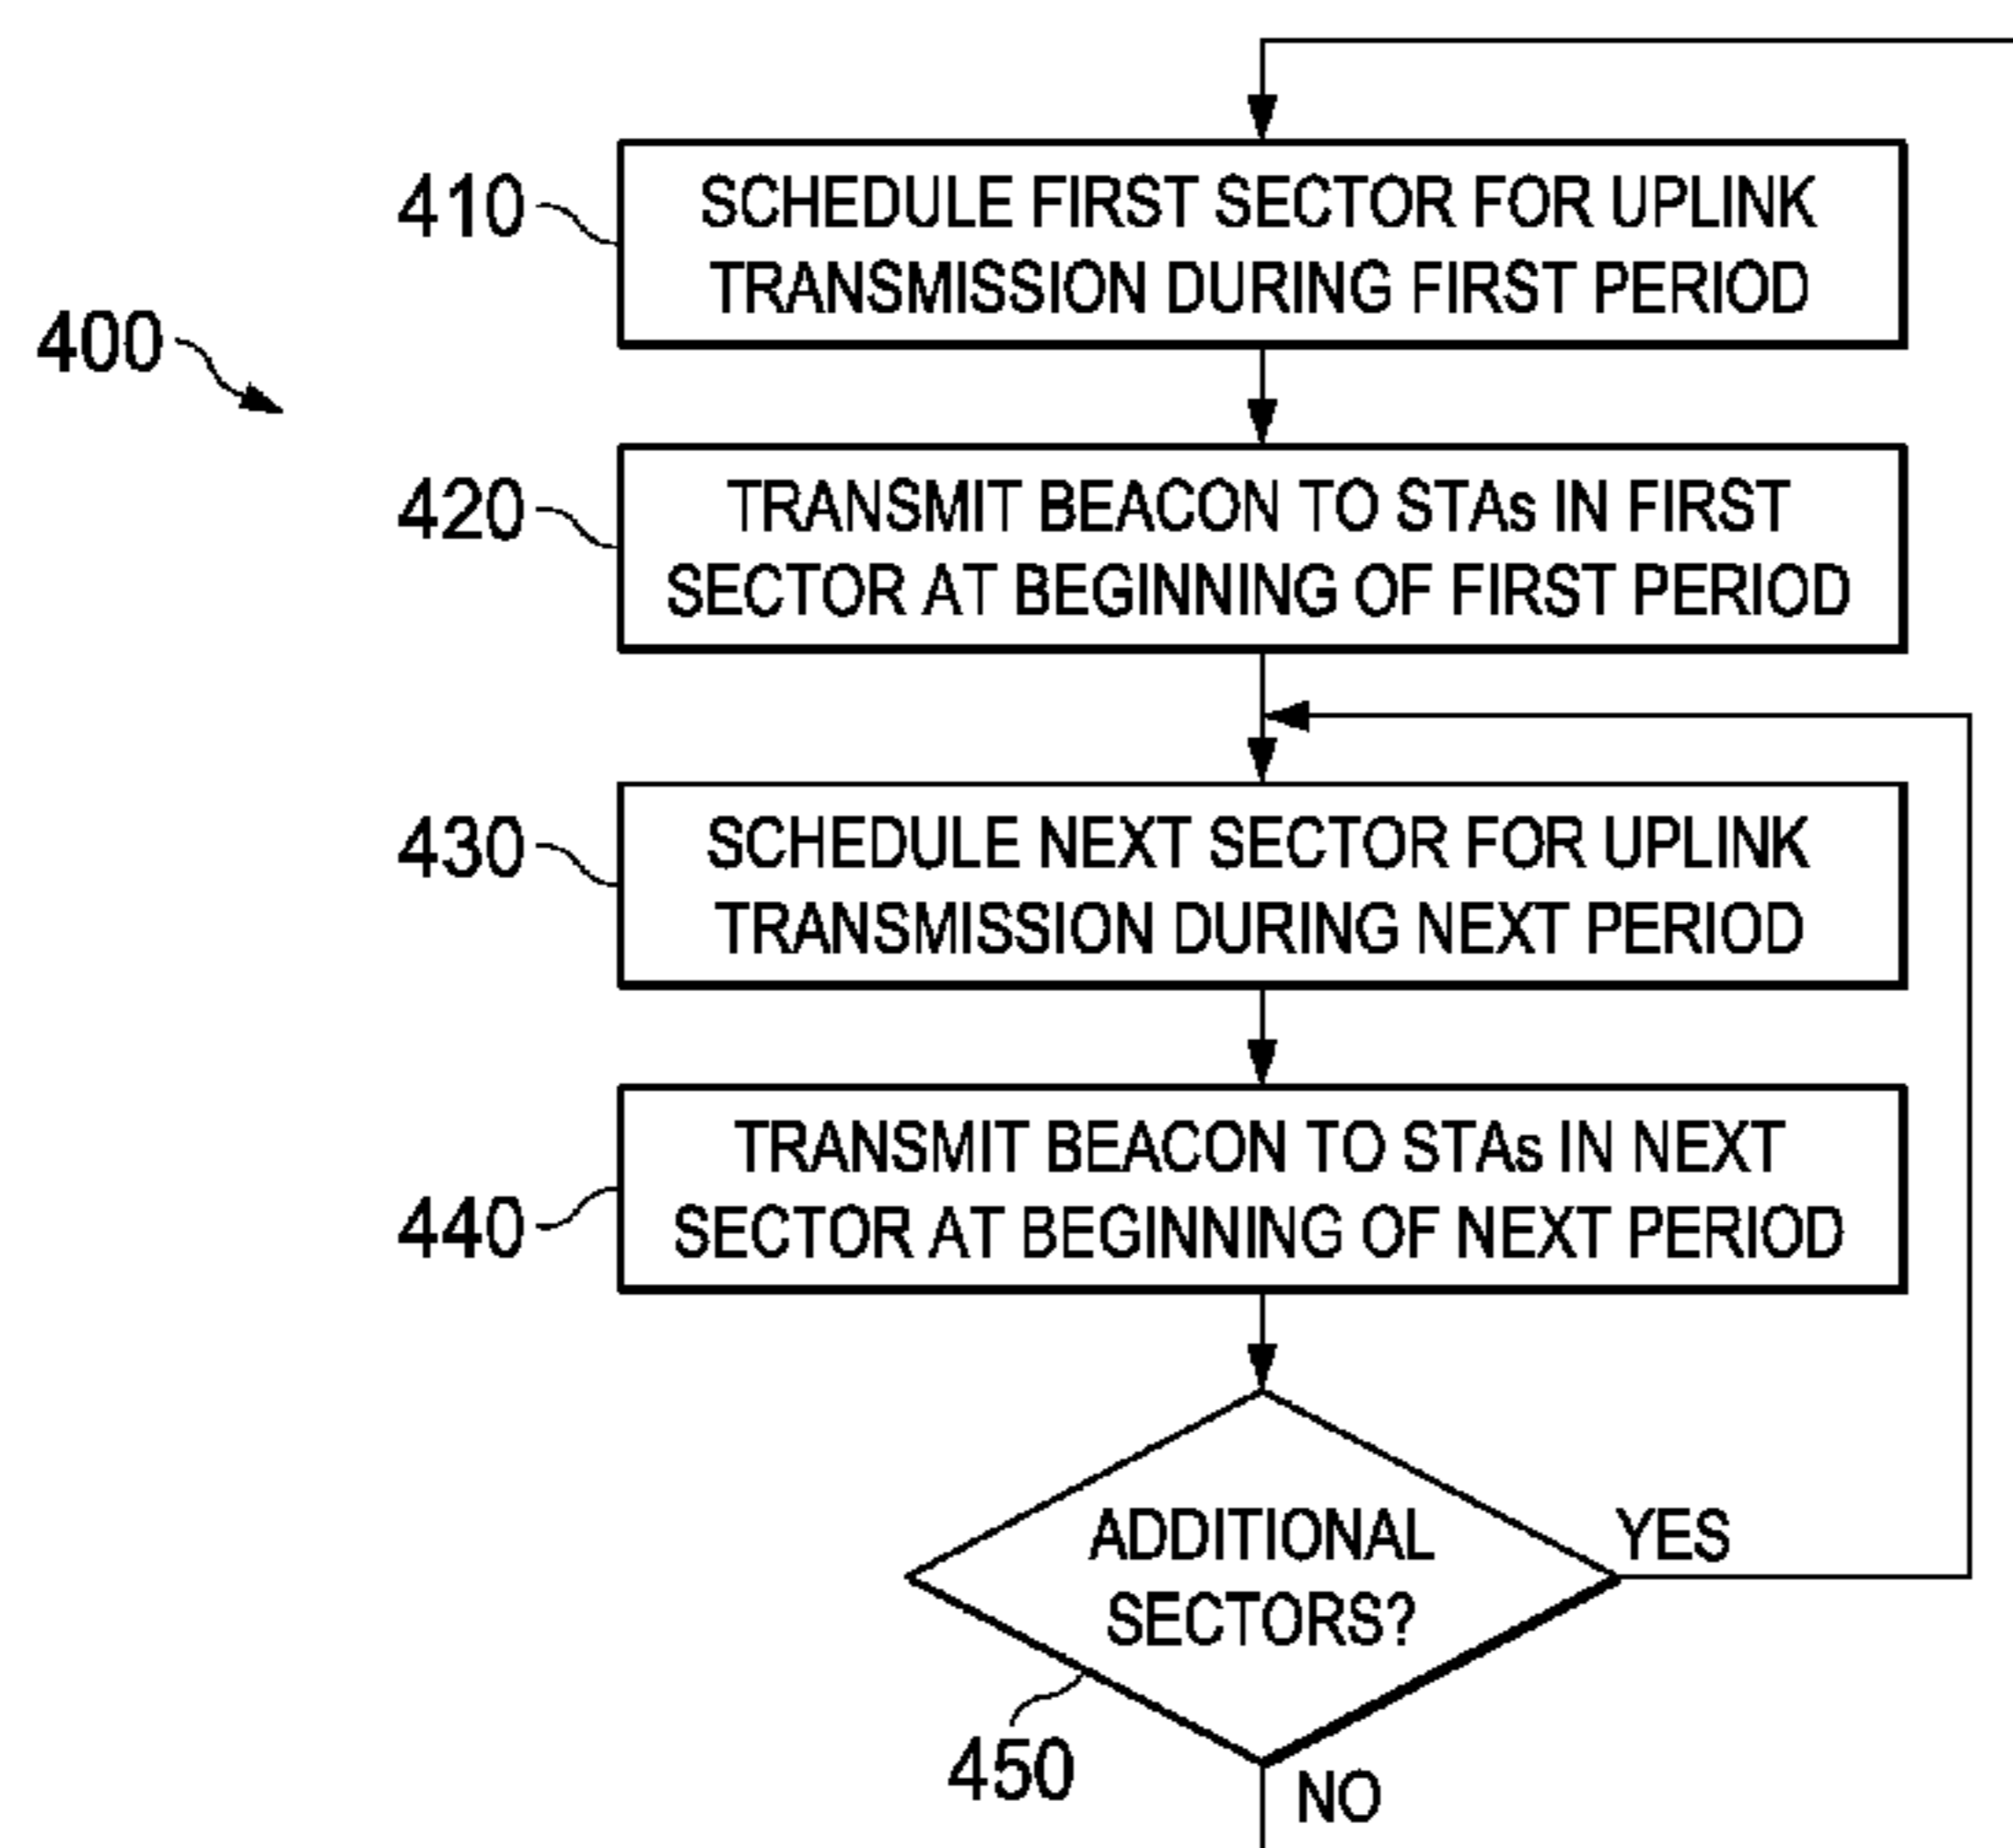 410
SCHEDULE FIRST SECTOR FOR UPLINK
TRANSMISSION DURING FIRST PERIOD
400
420
TRANSMIT BEACON TO STAs IN FIRST
SECTOR AT BEGINNING OF FIRST PERIOD
430
SCHEDULE NEXT SECTOR FOR UPLINK
TRANSMISSION DURING NEXT PERIOD
440
TRANSMIT BEACON TO STAs IN NEXT
SECTOR AT BEGINNING OF NEXT PERIOD
ADDITIONAL
SECTORS?
YES
450
NO